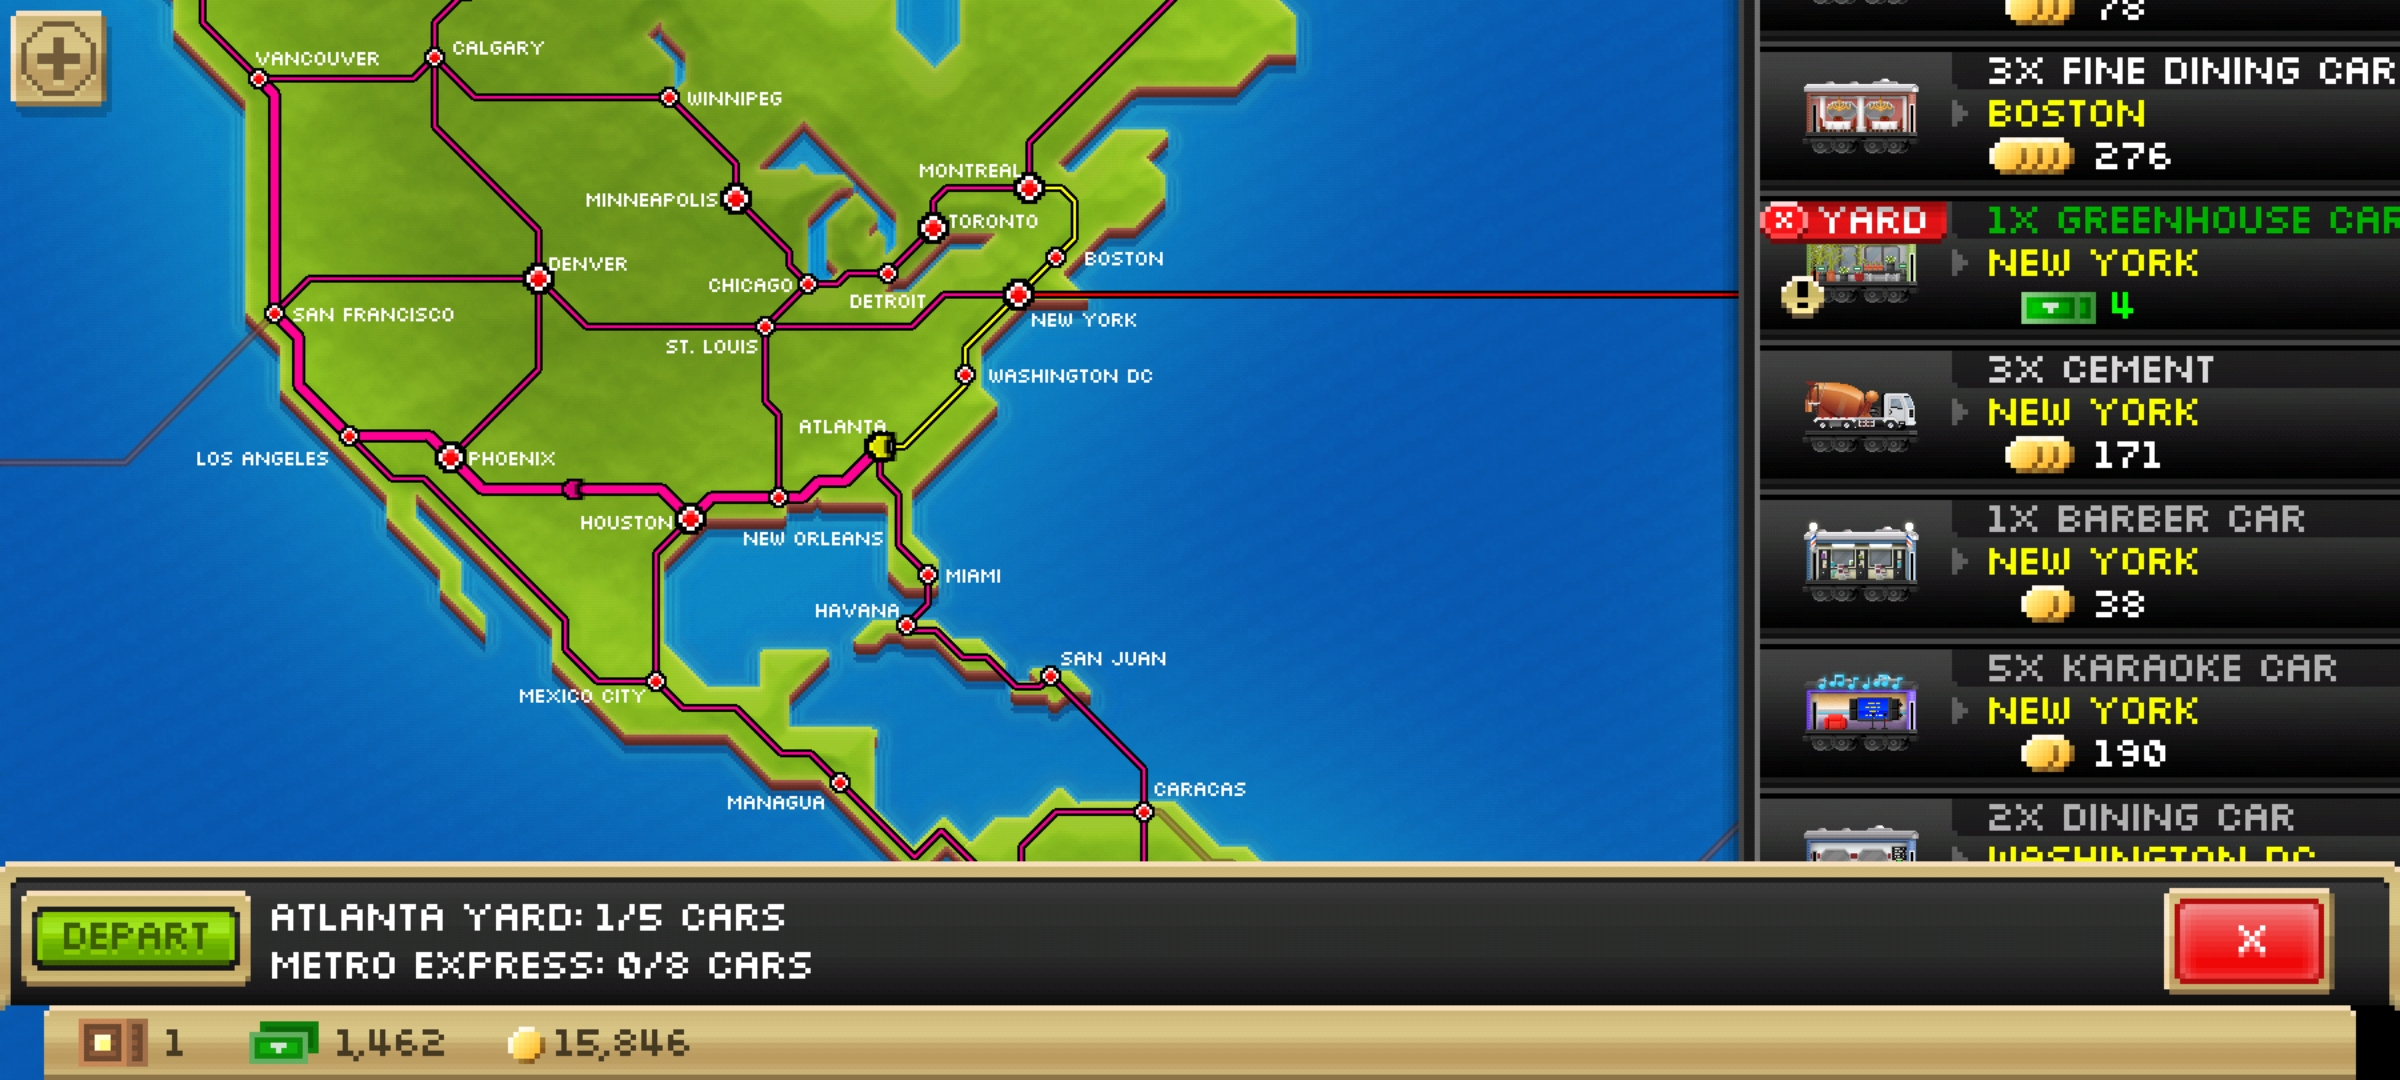 78
VANCOUVER
CALGARY
WINNIPEG
MONTREAL
MINNEAPOLIS
TORONTO
DENVER
BOSTON
CHICAGO
DETROIT
SAN FRANCISCO
NEW YORK
ST. LOUIS
WASHINGTON DC
ATLANTA
LOS ANGELES
PHOENIX
HOUSTON
NEW ORLEANS
MIAMI
HAVANA
SAN JUAN
MEXICO CITY
MANAGUA
CARACAS
3X FINE DINING CAR
BOSTON
276
X YARD
1X GREENHOUSE CAR
NEW YORK
! 4
3X CEMENT
NEW YORK
171
1X BARBER CAR
NEW YORK
38
5X KARAOKE CAR
NEW YORK
190
2X DINING CAR
WASHINGTON DC
DEPART
ATLANTA YARD: 1/5 CARS
METRO EXPRESS: 0/8 CARS
X
1 1,462 15,846